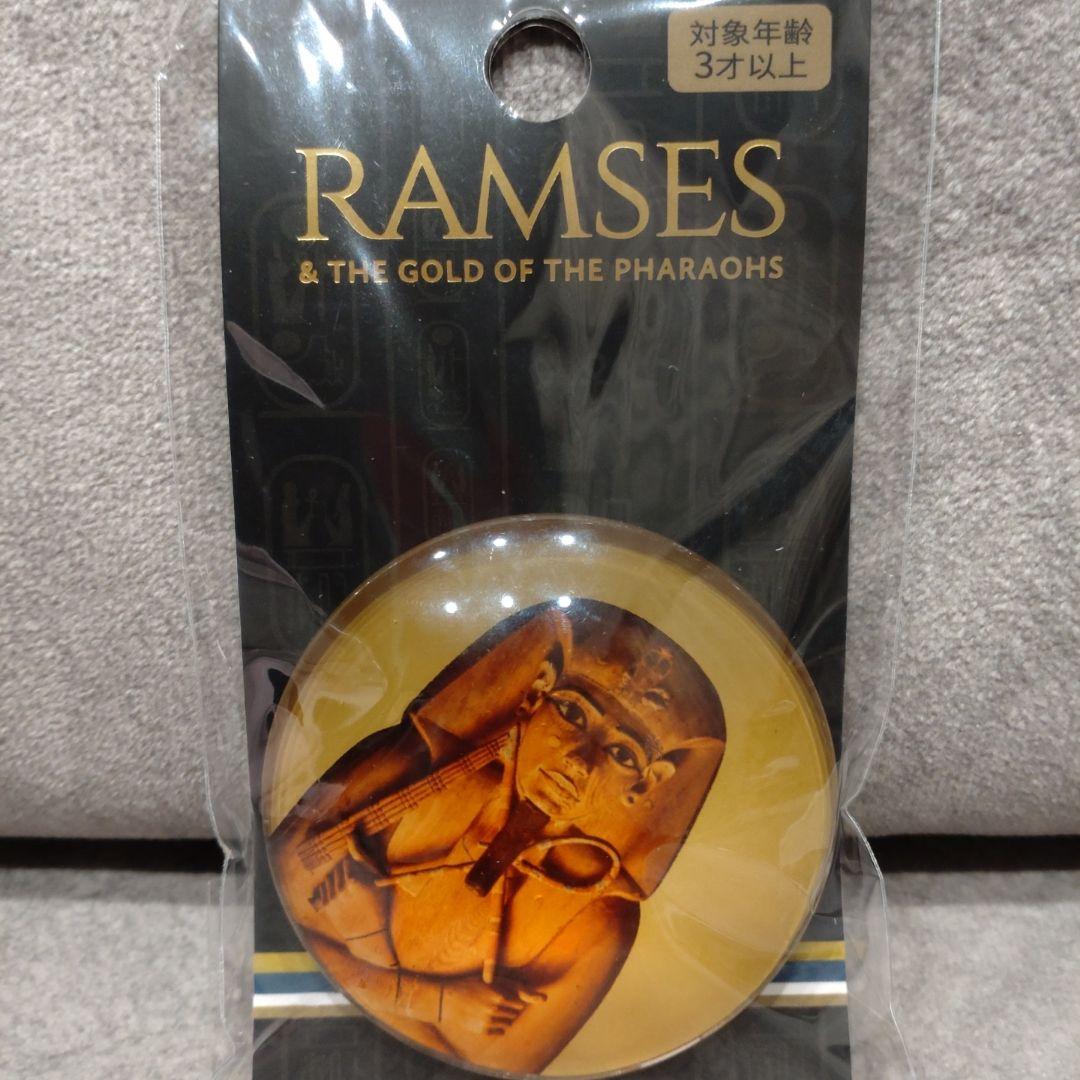 対象年齢
3才以上
RAMSES
& THE GOLD OF THE PHARAOHS